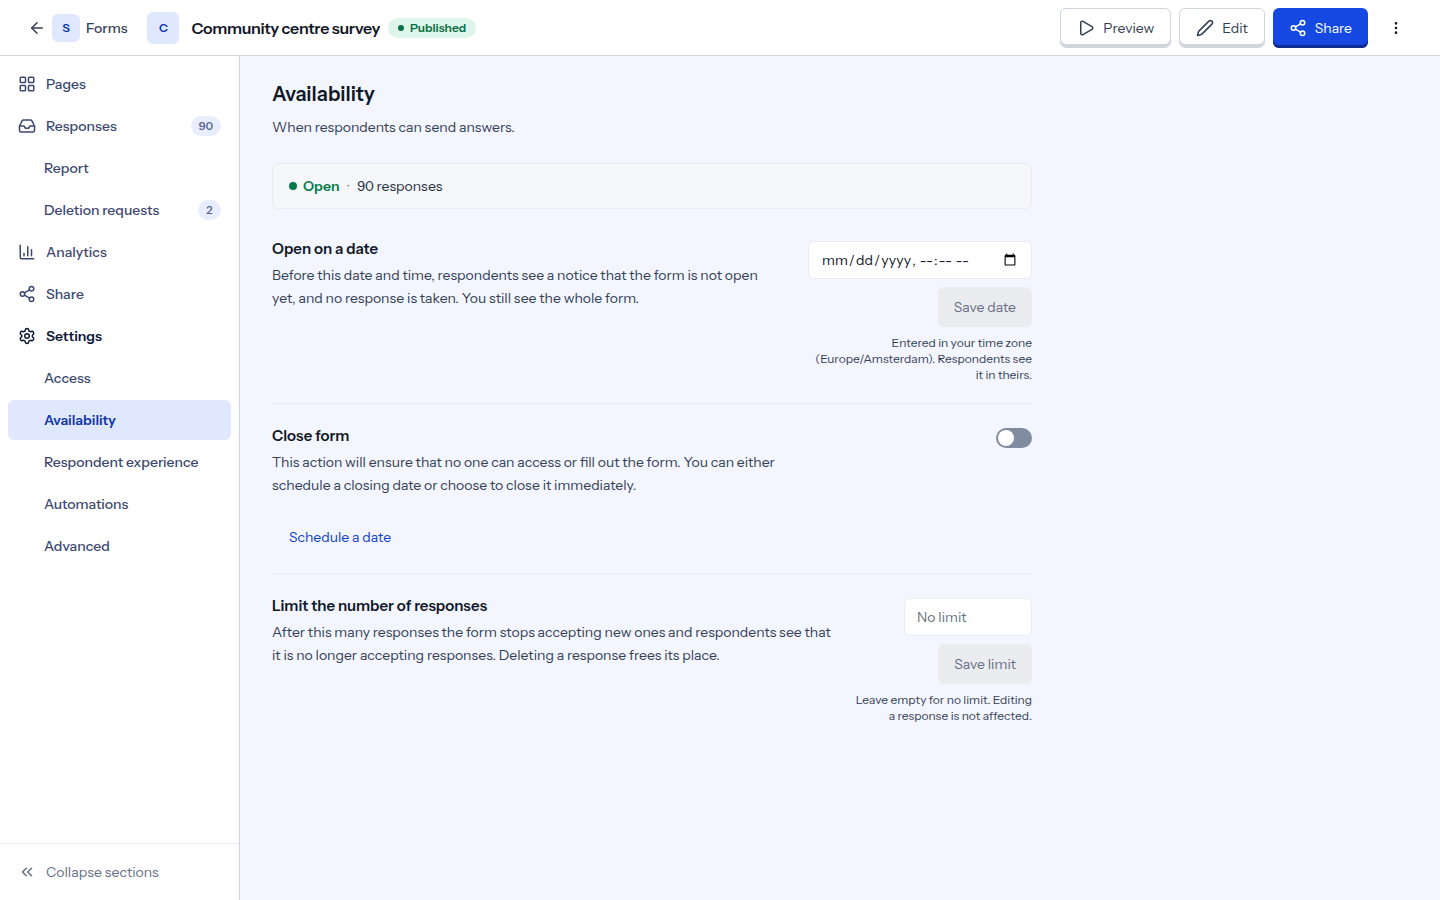 S Forms C Community centre survey Published Preview Edit Share
Pages
Responses 90
Report
Deletion requests 2
Analytics
Share
Settings
Access
Availability
Respondent experience
Automations
Advanced
Collapse sections
Availability
When respondents can send answers.
Open · 90 responses
Open on a date
Before this date and time, respondents see a notice that the form is not open
yet, and no response is taken. You still see the whole form.
mm/dd/yyyy, --:-- --
Save date
Entered in your time zone
(Europe/Amsterdam). Respondents see
it in theirs.
Close form
This action will ensure that no one can access or fill out the form. You can either
schedule a closing date or choose to close it immediately.
Schedule a date
Limit the number of responses
After this many responses the form stops accepting new ones and respondents see that
it is no longer accepting responses. Deleting a response frees its place.
No limit
Save limit
Leave empty for no limit. Editing
a response is not affected.